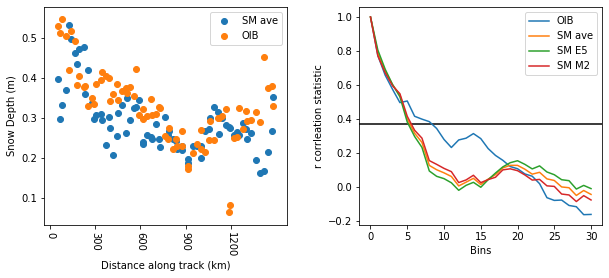 SM ave
OIB
0.5
0.4
0.3
0.2
0.1
Snow Depth (m)
0
300
600
900
1200
Distance along track (km)
OIB
SM ave
SM E5
SM M2
1.0
0.8
0.6
0.4
0.2
0.0
−0.2
r corrleation statistic
0 5 10 15 20 25 30
Bins